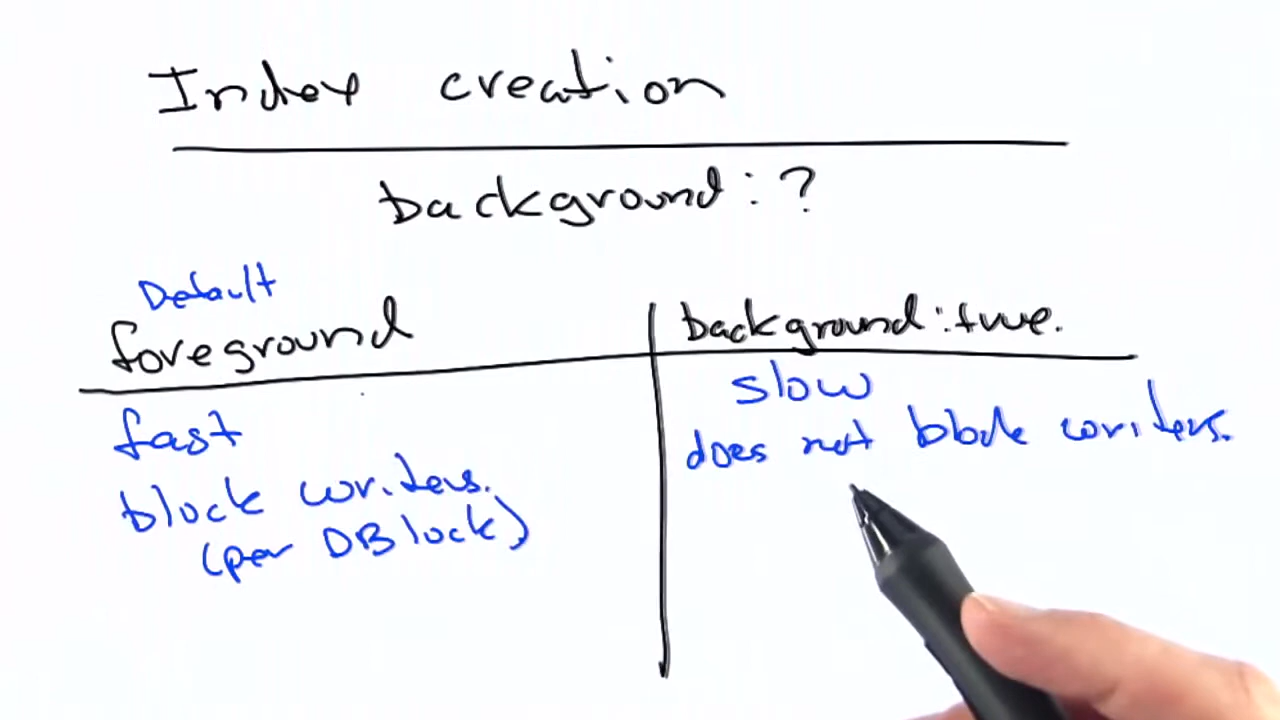 Index creation
background : ?
Default
foreground
background : true.
fast
block writers.
(per DB lock)
slow
does not block writers.